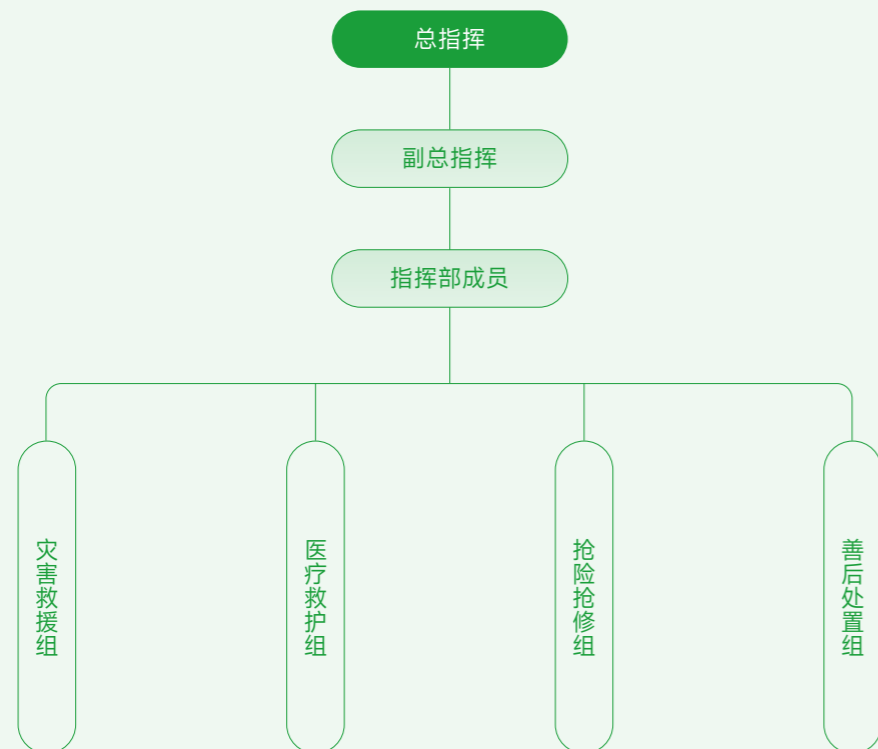 总指挥
副总指挥
指挥部成员
灾害救援组
医疗救护组
抢险抢修组
善后处置组